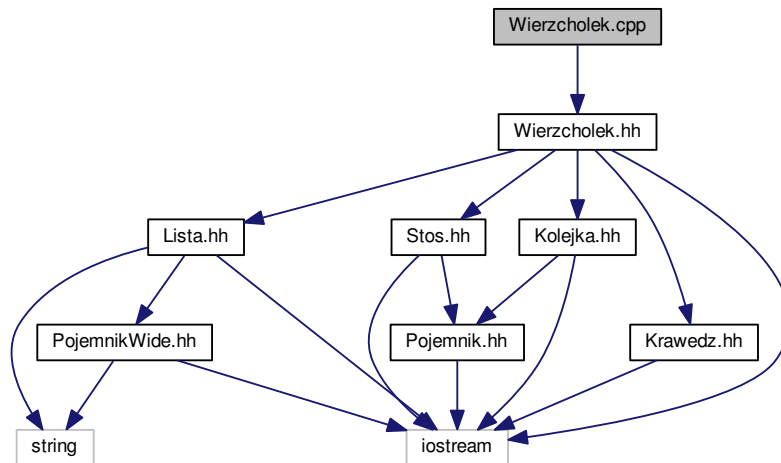 Wierzcholek.cpp
Wierzcholek.hh
Lista.hh
Stos.hh
Kolejka.hh
PojemnikWide.hh
Pojemnik.hh
Krawedz.hh
string
iostream